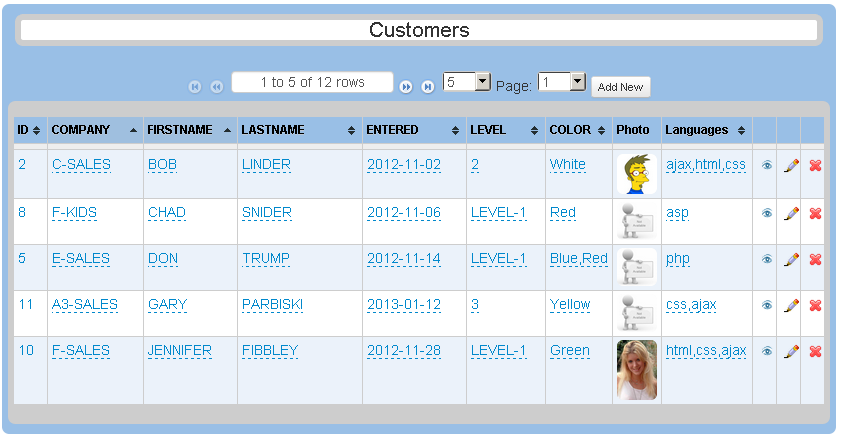 Customers
1 to 5 of 12 rows 5 Page: 1 Add New
ID COMPANY FIRSTNAME LASTNAME ENTERED LEVEL COLOR Photo Languages
2 C-SALES BOB LINDER 2012-11-02 2 White ajax,html,css
8 F-KIDS CHAD SNIDER 2012-11-06 LEVEL-1 Red asp
5 E-SALES DON TRUMP 2012-11-14 LEVEL-1 Blue,Red php
11 A3-SALES GARY PARBISKI 2013-01-12 3 Yellow css,ajax
10 F-SALES JENNIFER FIBBLEY 2012-11-28 LEVEL-1 Green html,css,ajax